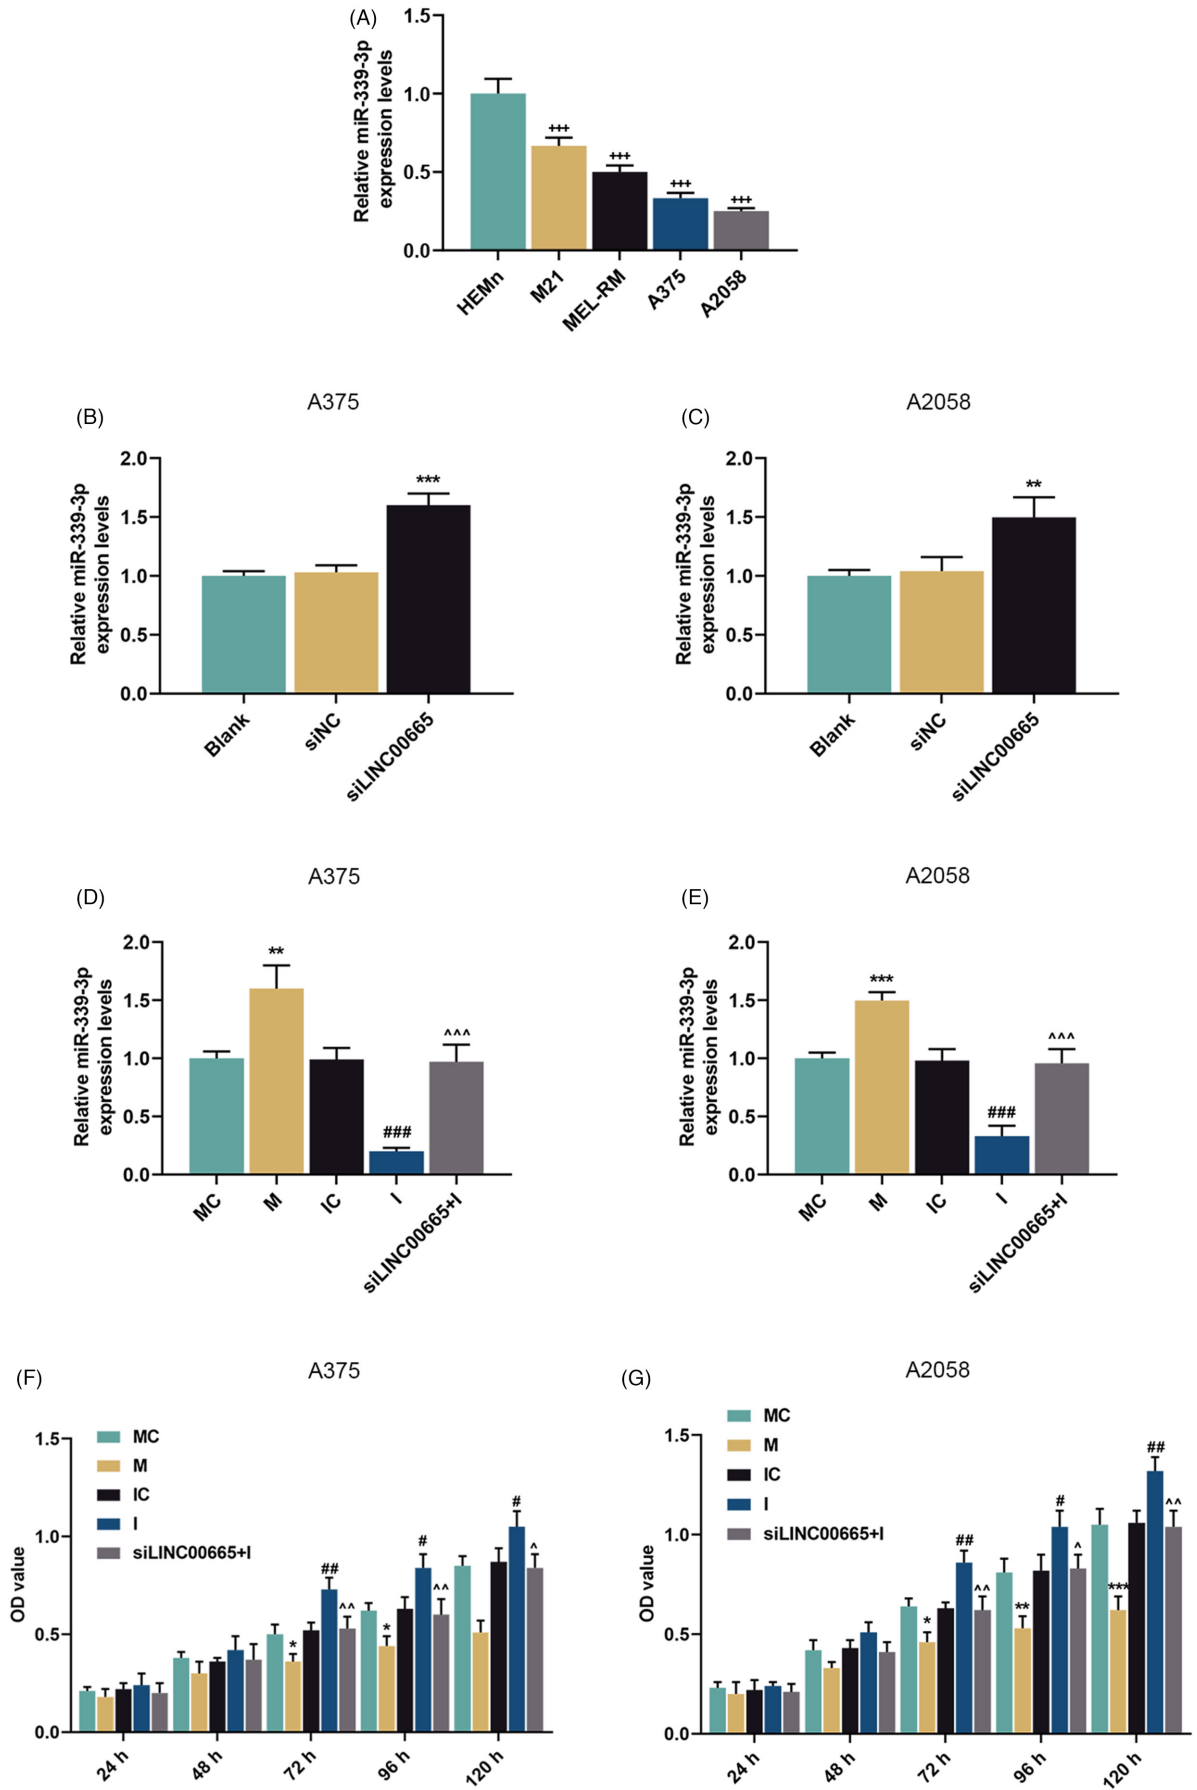 (A)
Relative miR-339-3p
expression levels
1.5
1.0
0.5
0.0
+++
+++
+++
+++
HEMn
M21
MEL-RM
A375
A2058
(B)
A375
Relative miR-339-3p
expression levels
2.0
1.5
1.0
0.5
0.0
***
Blank
siNC
siLINC00665
(C)
A2058
Relative miR-339-3p
expression levels
2.0
1.5
1.0
0.5
0.0
**
Blank
siNC
siLINC00665
(D)
A375
Relative miR-339-3p
expression levels
2.0
1.5
1.0
0.5
0.0
**
###
^^^
MC
M
IC
I
siLINC00665+I
(E)
A2058
Relative miR-339-3p
expression levels
2.0
1.5
1.0
0.5
0.0
***
###
^^^
MC
M
IC
I
siLINC00665+I
(F)
A375
OD value
1.5
1.0
0.5
0.0
MC
M
IC
I
siLINC00665+I
*
##
^^
*
#
^^
#
^
24 h
48 h
72 h
96 h
120 h
(G)
A2058
OD value
1.5
1.0
0.5
0.0
MC
M
IC
I
siLINC00665+I
*
##
^^
**
#
^
***
##
^^
24 h
48 h
72 h
96 h
120 h